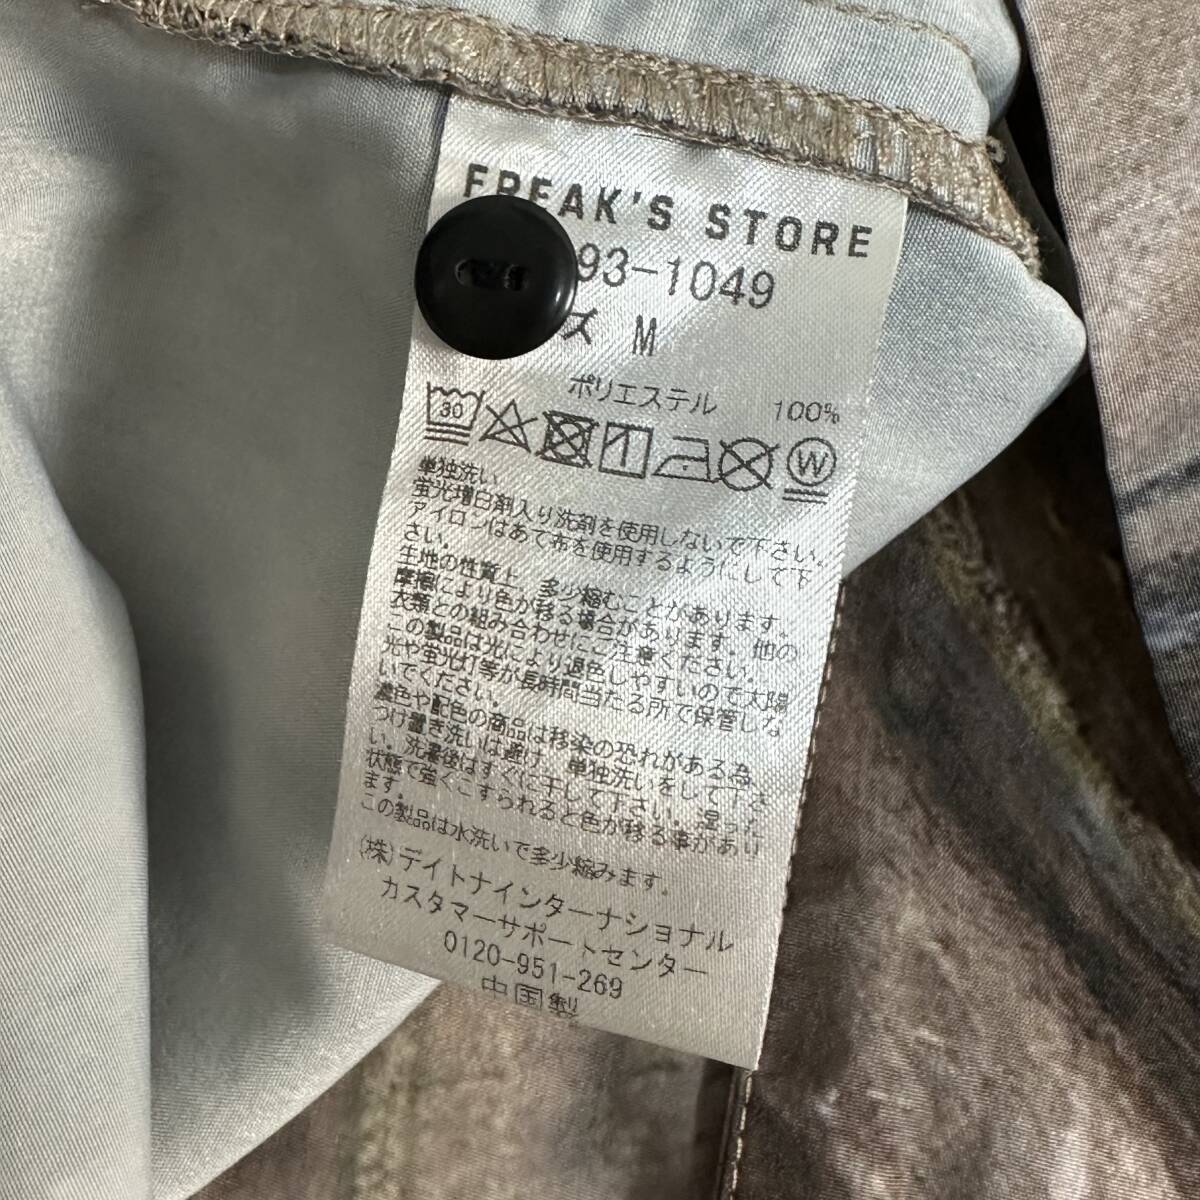 FREAK'S STORE
93-1049
ズ M
ポリエステル 100%
30 W
単独洗い
蛍光増白剤入り洗剤を使用しないで下さい。
アイロンはあて布を使用するようにして下
さい。
生地の性質上、多少縮むことがあります。
摩擦により色が移る場合があります。他の
衣類との組み合わせにご注意ください。
この製品は光により退色しやすいので太陽
光や蛍光灯等が長時間当たる所で保管しな
いでください。
濃色や配色の商品は移染の恐れがある為、
つけ置き洗いは避け、単独洗いをして下さ
い。洗濯後はすぐに干して下さい。湿った
状態で強くこすられると色が移る事があり
ます。
この製品は水洗いで多少縮みます。
(株)デイトナインターナショナル
カスタマーサポートセンター
0120-951-269
中国製